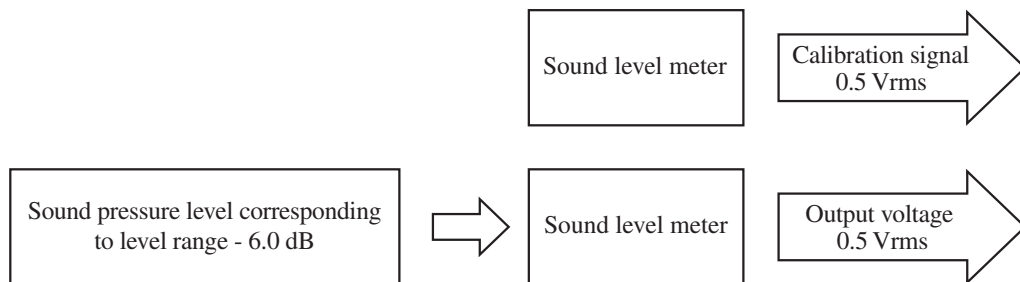 Sound level meter
Calibration signal
0.5 Vrms
Sound pressure level corresponding
to level range - 6.0 dB
Sound level meter
Output voltage
0.5 Vrms